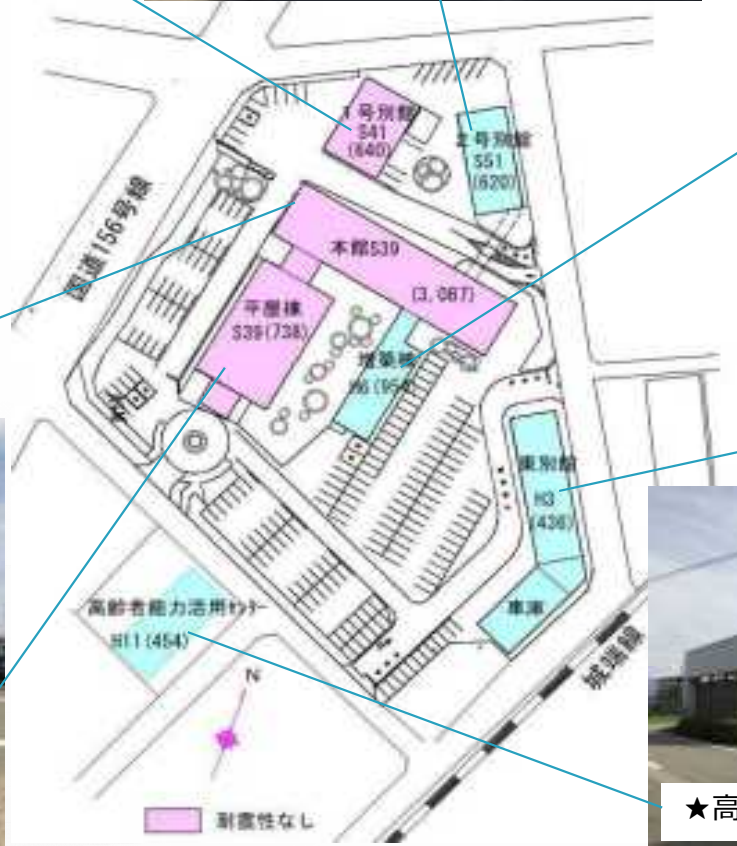 1号別館
S41
(640)
2号別館
S51
(620)
国道156号線
本館S39
(3,087)
平屋棟
S39(738)
増築棟
H6(954
東別館
H3
(436)
車庫
高齢者能力活用センター
H11(454)
城端線
N
耐震性なし
★高